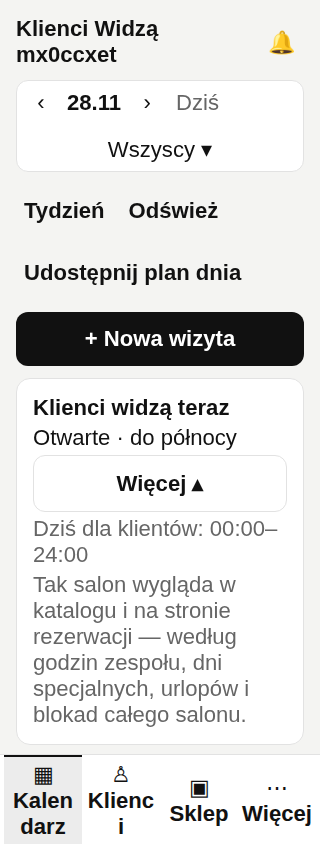 Klienci Widzą
mx0ccxet
🔔
‹ 28.11 › Dziś
Wszyscy ▾
Tydzień Odśwież
Udostępnij plan dnia
+ Nowa wizyta
Klienci widzą teraz
Otwarte · do północy
Więcej ▴
Dziś dla klientów: 00:00–
24:00
Tak salon wygląda w
katalogu i na stronie
rezerwacji — według
godzin zespołu, dni
specjalnych, urlopów i
blokad całego salonu.
Kalen
darz
Klienc
i
Sklep
Więcej